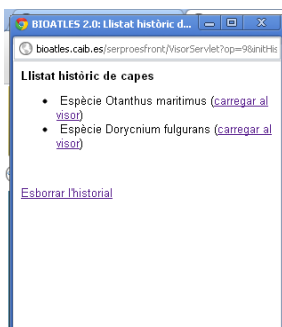 BIOATLES 2.0: Llistat històric d...
bioatles.caib.es/serproesfront/VisorServlet?op=9&initHis
Llistat històric de capes
• Espècie Otanthus maritimus (carregar al
visor)
• Espècie Dorycnium fulgurans (carregar al
visor)
Esborrar l'historial